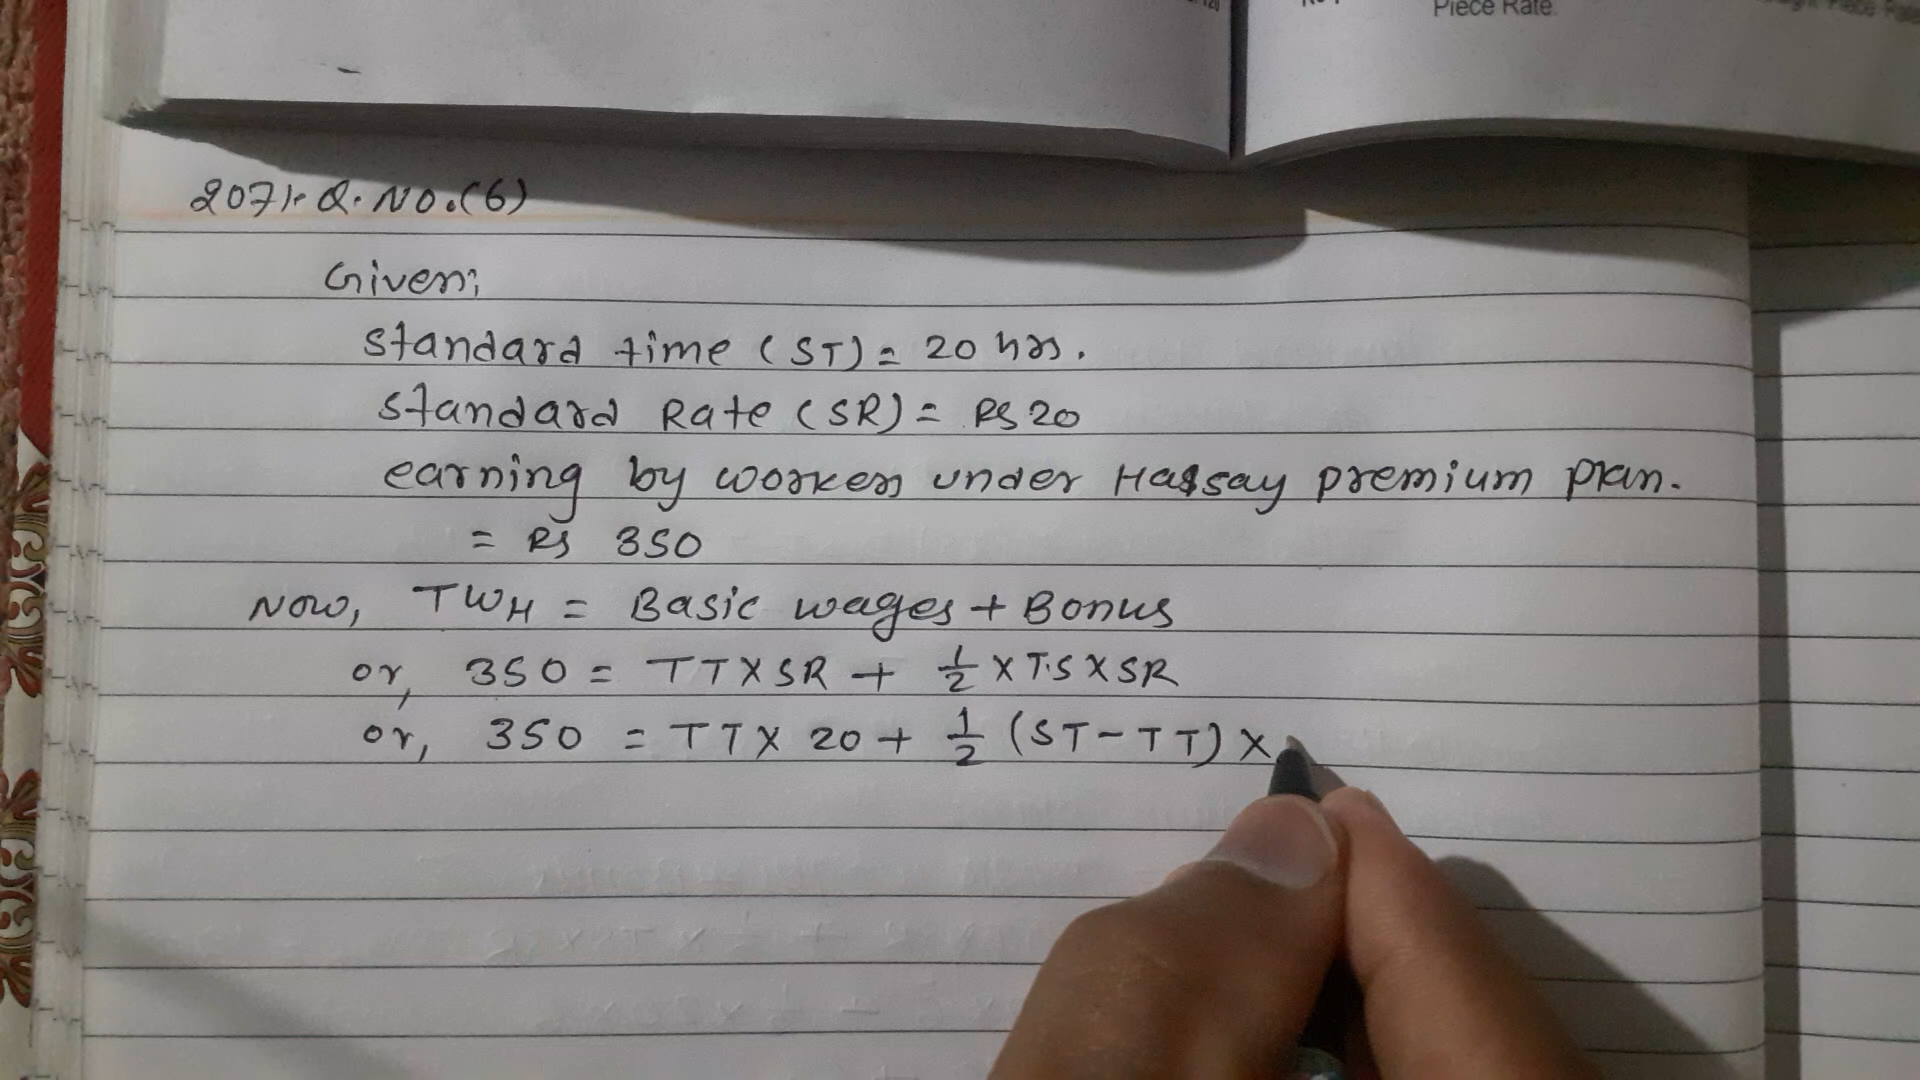 Piece Rate.
2071. Q. NO. (6)
Given;
Standard time (ST) = 20 hrs.
Standard Rate (SR) = Rs 20
earning by worker under Halsay premium plan.
= Rs 350
Now, TWH = Basic wages + Bonus
or, 350 = TT X SR + 1/2 X T.S X SR
or, 350 = TT X 20 + 1/2 (ST - TT) X